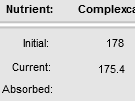 Nutrient: Complexca
Initial: 178
Current: 175.4
Absorbed: